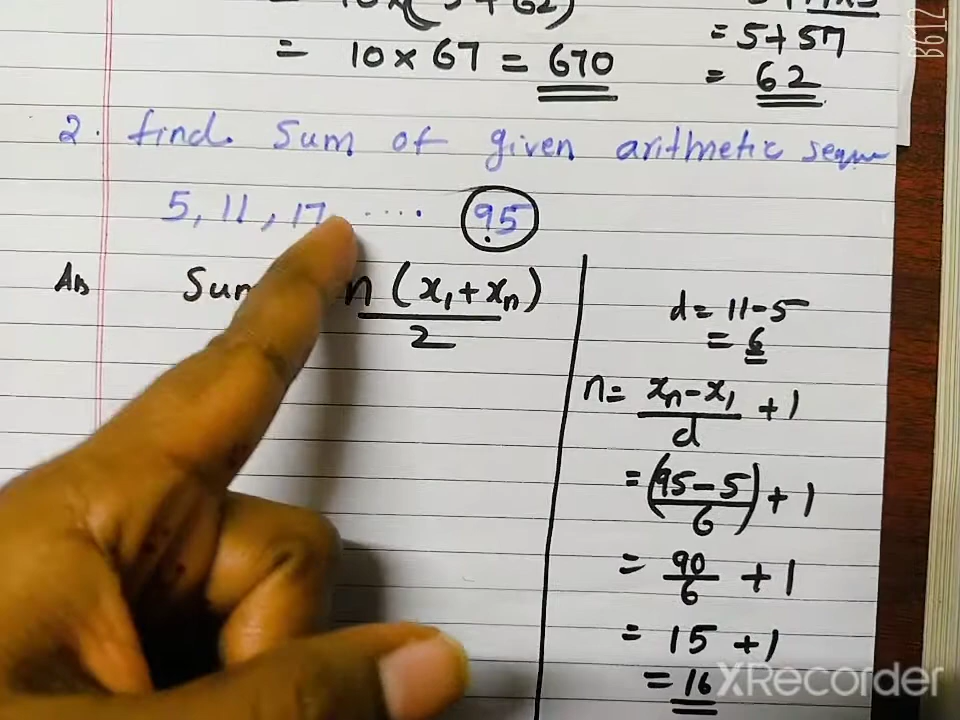 = 5 + 57
= 10 × 67 = 670
= 62
2. find sum of given arithmetic
5, 11, 17 ..... 95
Ans Sum n (x₁ + xₙ)
2
d = 11 - 5
= 6
n = xₙ - x₁ + 1
d
= (95 - 5) + 1
6
= 90 + 1
6
= 15 + 1
= 16
XRecorder
B612